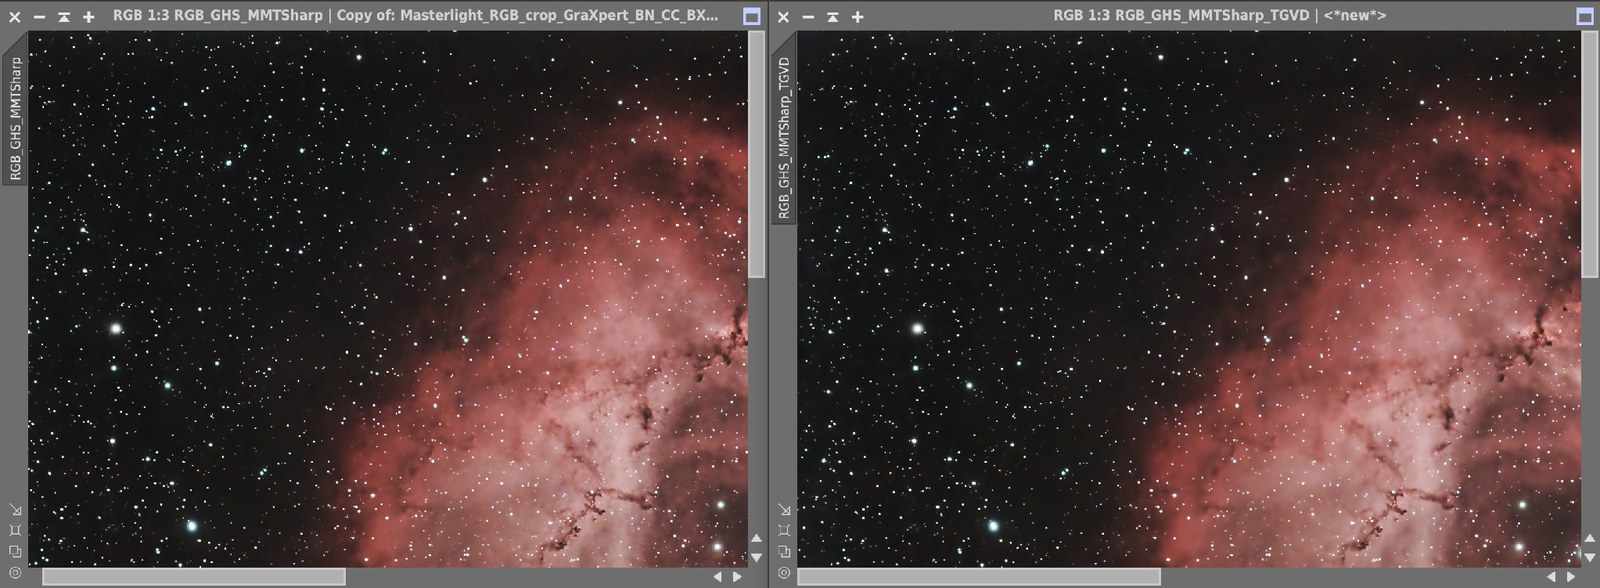 RGB 1:3 RGB_GHS_MMTSharp | Copy of: Masterlight_RGB_crop_GraXpert_BN_CC_BX...
RGB_GHS_MMTSharp
RGB 1:3 RGB_GHS_MMTSharp_TGVD | <*new*>
RGB_GHS_MMTSharp_TGVD